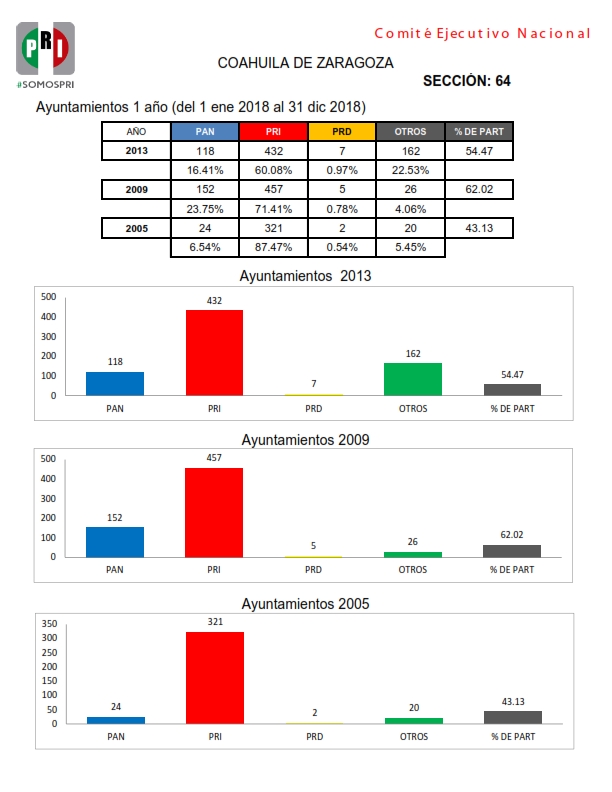 Comité Ejecutivo Nacional
PRI
#SOMOSPRI
COAHUILA DE ZARAGOZA
SECCIÓN: 64
Ayuntamientos 1 año (del 1 ene 2018 al 31 dic 2018)
AÑO PAN PRI PRD OTROS % DE PART
2013 118 432 7 162 54.47
16.41% 60.08% 0.97% 22.53%
2009 152 457 5 26 62.02
23.75% 71.41% 0.78% 4.06%
2005 24 321 2 20 43.13
6.54% 87.47% 0.54% 5.45%
Ayuntamientos 2013
500
400
300
200
100
0
118 432 7 162 54.47
PAN PRI PRD OTROS % DE PART
Ayuntamientos 2009
500
400
300
200
100
0
152 457 5 26 62.02
PAN PRI PRD OTROS % DE PART
Ayuntamientos 2005
350
300
250
200
150
100
50
0
24 321 2 20 43.13
PAN PRI PRD OTROS % DE PART